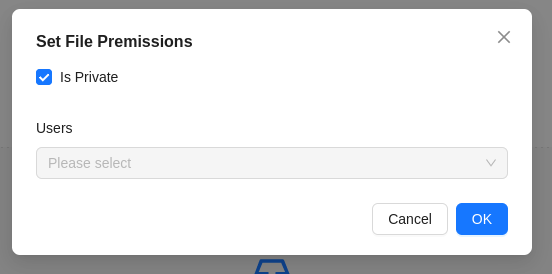 Set File Premissions
Is Private
Users
Please select
Cancel
OK